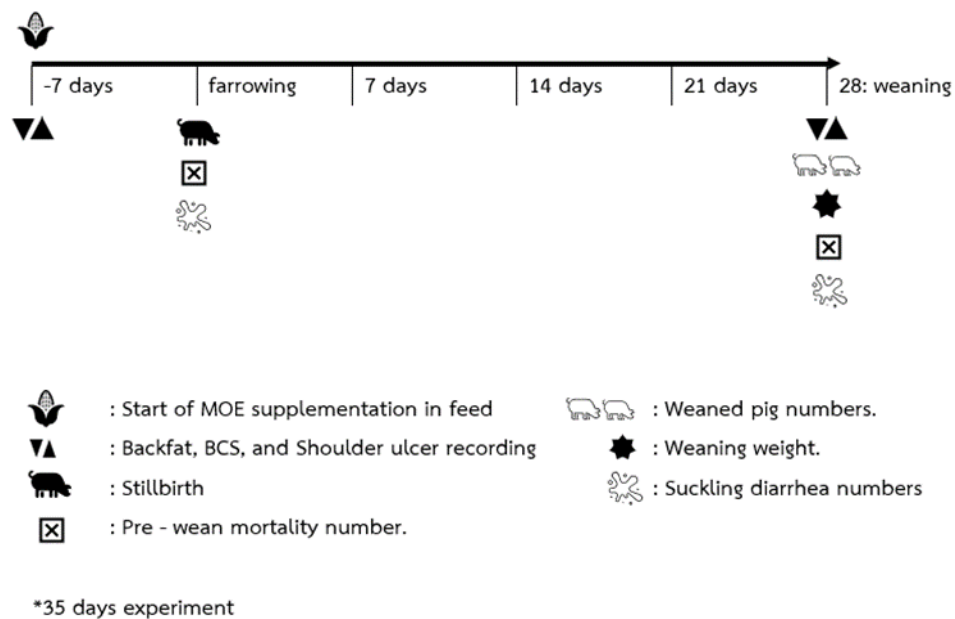 -7 days
farrowing
7 days
14 days
21 days
28: weaning
: Start of MOE supplementation in feed
: Weaned pig numbers.
: Backfat, BCS, and Shoulder ulcer recording
: Weaning weight.
: Stillbirth
: Suckling diarrhea numbers
: Pre - wean mortality number.
*35 days experiment